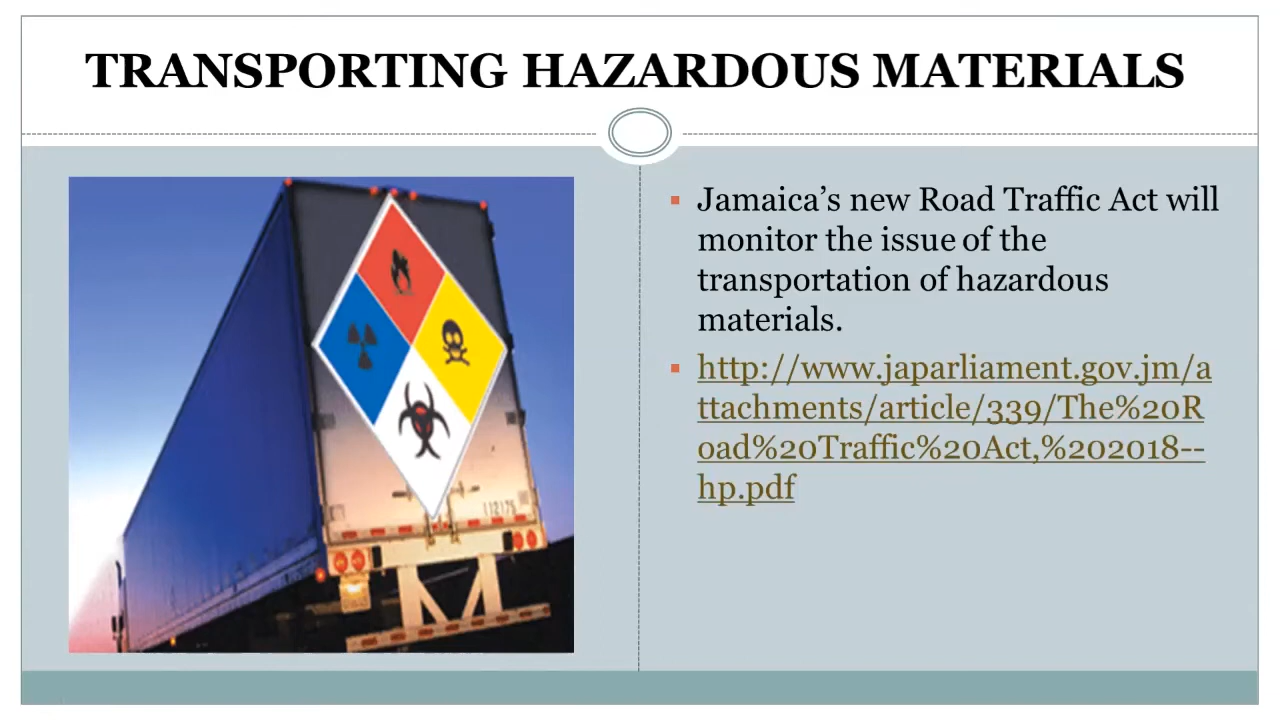 TRANSPORTING HAZARDOUS MATERIALS
Jamaica’s new Road Traffic Act will
monitor the issue of the
transportation of hazardous
materials.
http://www.japarliament.gov.jm/a
ttachments/article/339/The%20R
oad%20Traffic%20Act,%202018--
hp.pdf
112175